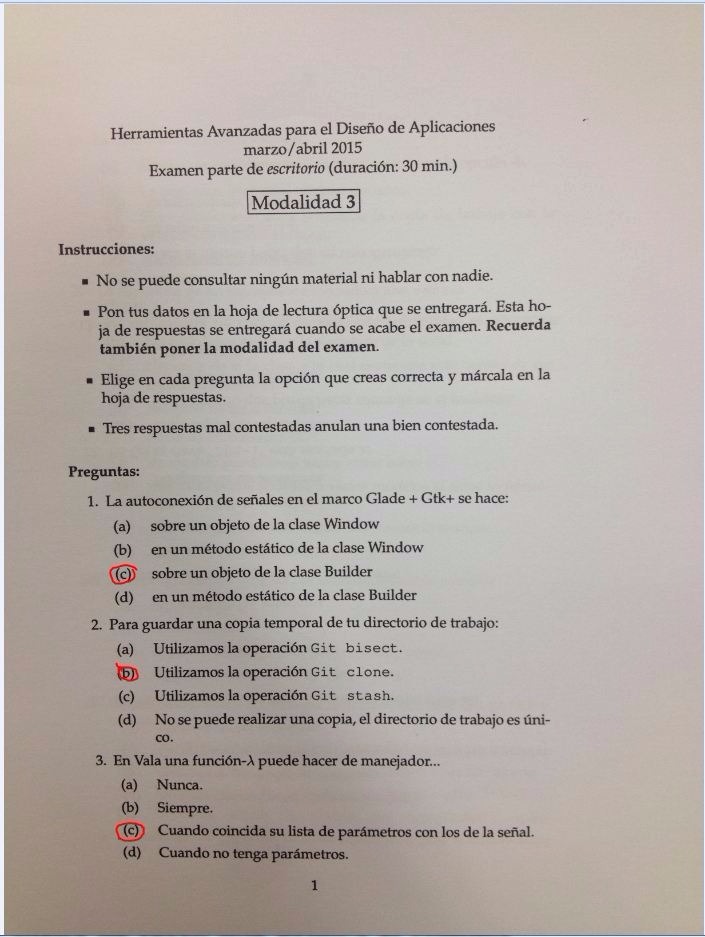 Herramientas Avanzadas para el Diseño de Aplicaciones
marzo/abril 2015
Examen parte de escritorio (duración: 30 min.)
Modalidad 3
Instrucciones:
▪ No se puede consultar ningún material ni hablar con nadie.
▪ Pon tus datos en la hoja de lectura óptica que se entregará. Esta ho-
ja de respuestas se entregará cuando se acabe el examen. Recuerda
también poner la modalidad del examen.
▪ Elige en cada pregunta la opción que creas correcta y márcala en la
hoja de respuestas.
▪ Tres respuestas mal contestadas anulan una bien contestada.
Preguntas:
1. La autoconexión de señales en el marco Glade + Gtk+ se hace:
(a) sobre un objeto de la clase Window
(b) en un método estático de la clase Window
(c) sobre un objeto de la clase Builder
(d) en un método estático de la clase Builder
2. Para guardar una copia temporal de tu directorio de trabajo:
(a) Utilizamos la operación Git bisect.
(b) Utilizamos la operación Git clone.
(c) Utilizamos la operación Git stash.
(d) No se puede realizar una copia, el directorio de trabajo es úni-
co.
3. En Vala una función-λ puede hacer de manejador...
(a) Nunca.
(b) Siempre.
(c) Cuando coincida su lista de parámetros con los de la señal.
(d) Cuando no tenga parámetros.
1